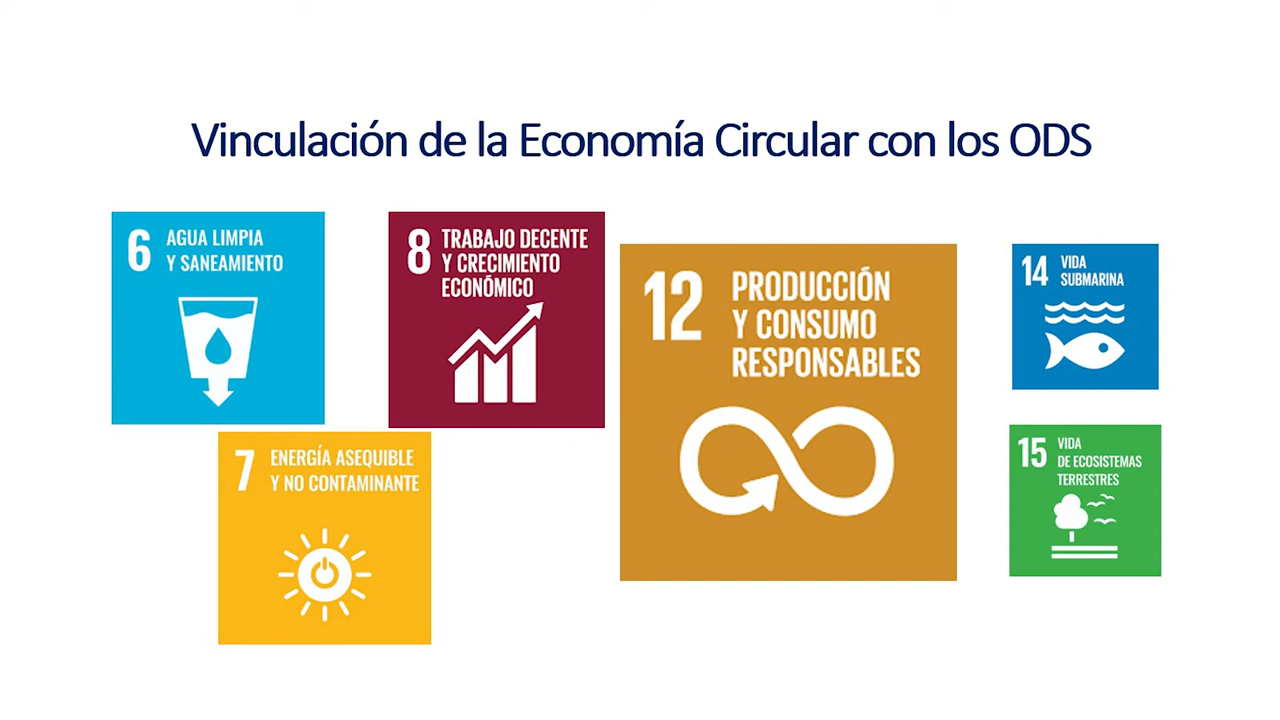 Vinculación de la Economía Circular con los ODS
6 AGUA LIMPIA
Y SANEAMIENTO
8 TRABAJO DECENTE
Y CRECIMIENTO
ECONÓMICO
7 ENERGÍA ASEQUIBLE
Y NO CONTAMINANTE
12 PRODUCCIÓN
Y CONSUMO
RESPONSABLES
14 VIDA
SUBMARINA
15 VIDA
DE ECOSISTEMAS
TERRESTRES